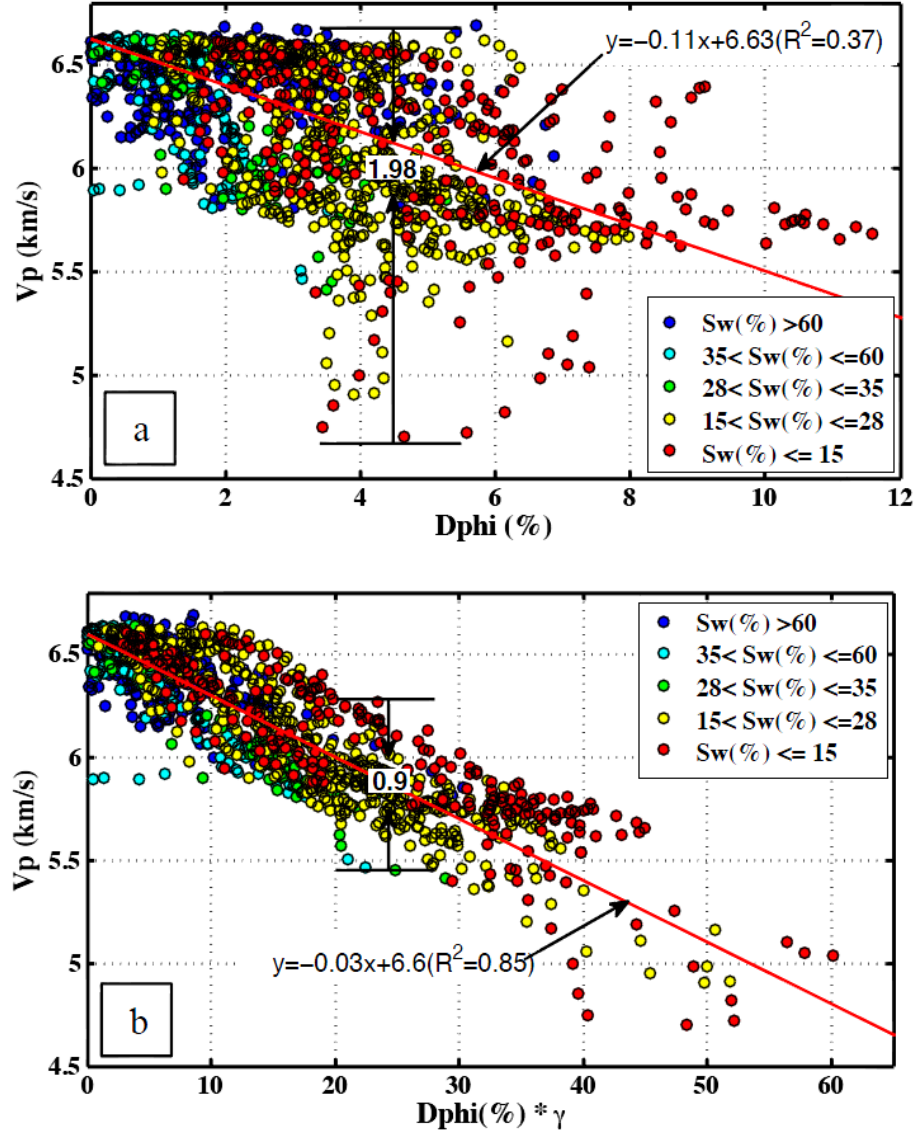 6.5
6
5.5
5
4.5
Vp (km/s)
y=−0.11x+6.63(R²=0.37)
1.98
Sw(%) >60
35< Sw(%) <=60
28< Sw(%) <=35
15< Sw(%) <=28
Sw(%) <= 15
a
0 2 4 6 8 10 12
Dphi (%)
6.5
6
5.5
5
4.5
Vp (km/s)
Sw(%) >60
35< Sw(%) <=60
28< Sw(%) <=35
15< Sw(%) <=28
Sw(%) <= 15
0.9
y=−0.03x+6.6(R²=0.85)
b
0 10 20 30 40 50 60
Dphi(%) * γ